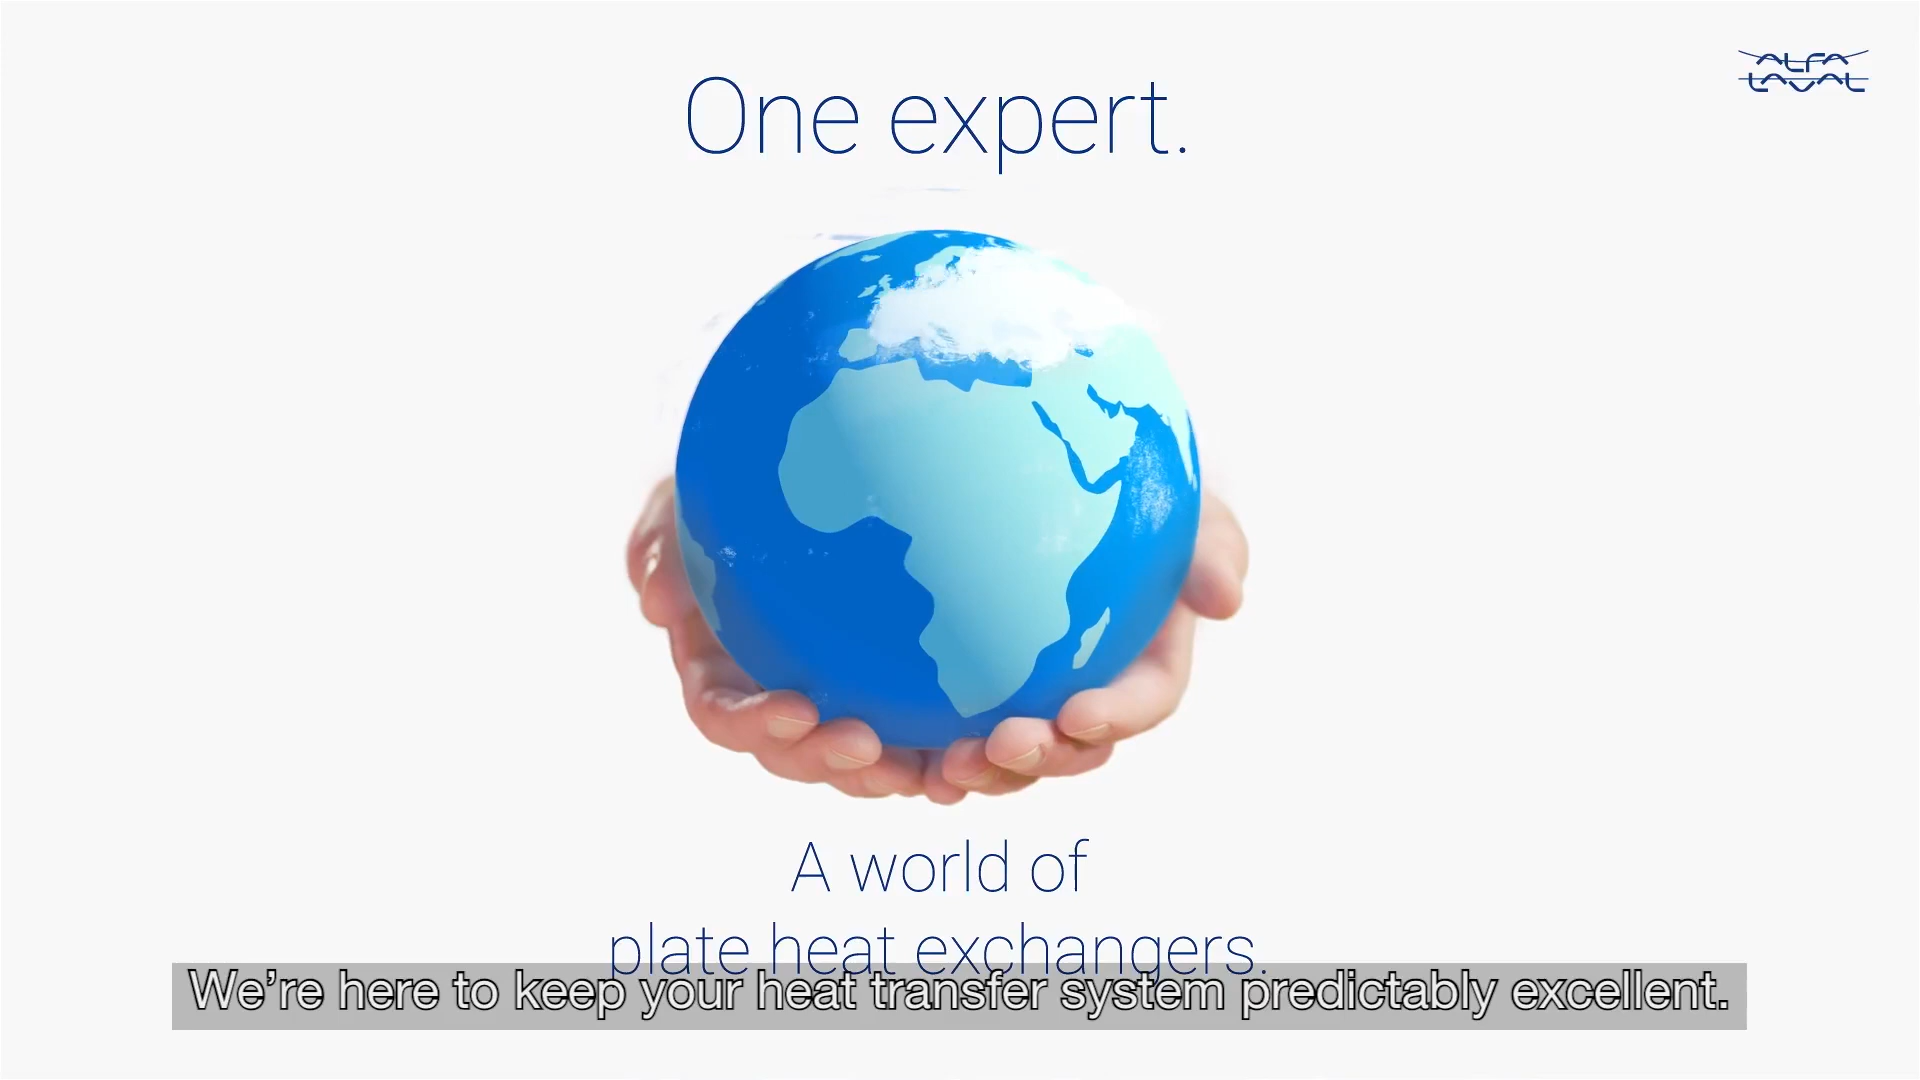 ALFA
LAVAL
One expert.
A world of
plate heat exchangers.
We’re here to keep your heat transfer system predictably excellent.